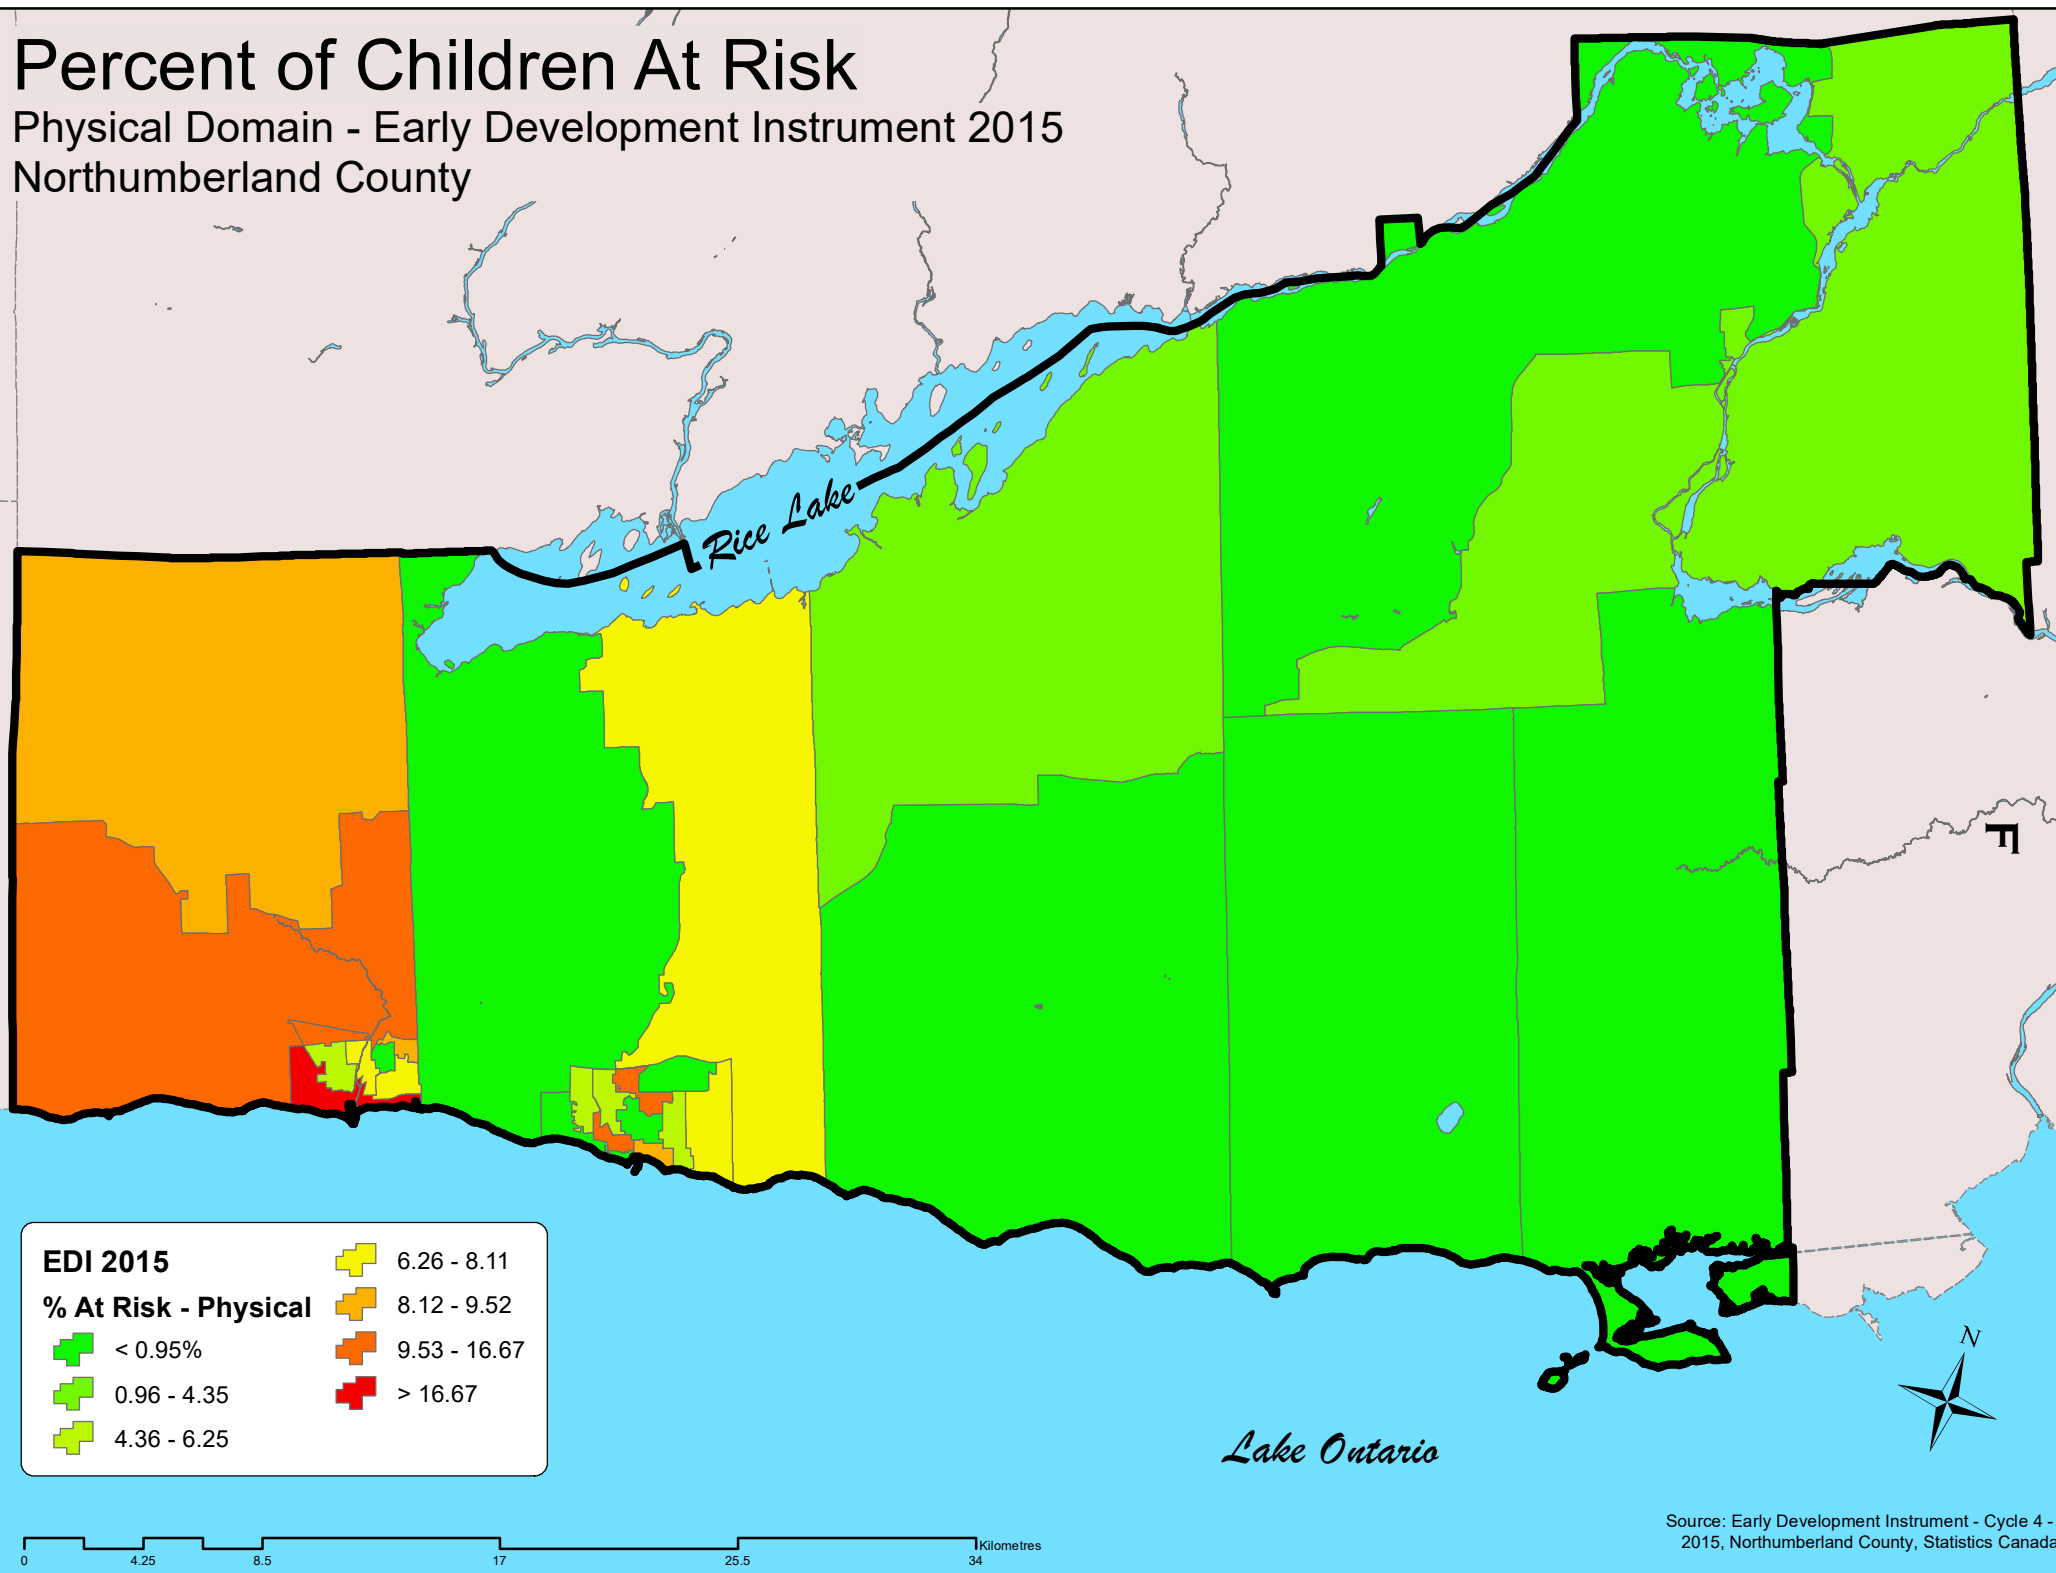 Percent of Children At Risk
Physical Domain - Early Development Instrument 2015
Northumberland County
Rice Lake
F
EDI 2015
% At Risk - Physical
< 0.95%
0.96 - 4.35
4.36 - 6.25
6.26 - 8.11
8.12 - 9.52
9.53 - 16.67
> 16.67
N
Lake Ontario
Source: Early Development Instrument - Cycle 4 -
2015, Northumberland County, Statistics Canada
Kilometres
0 4.25 8.5 17 25.5 34